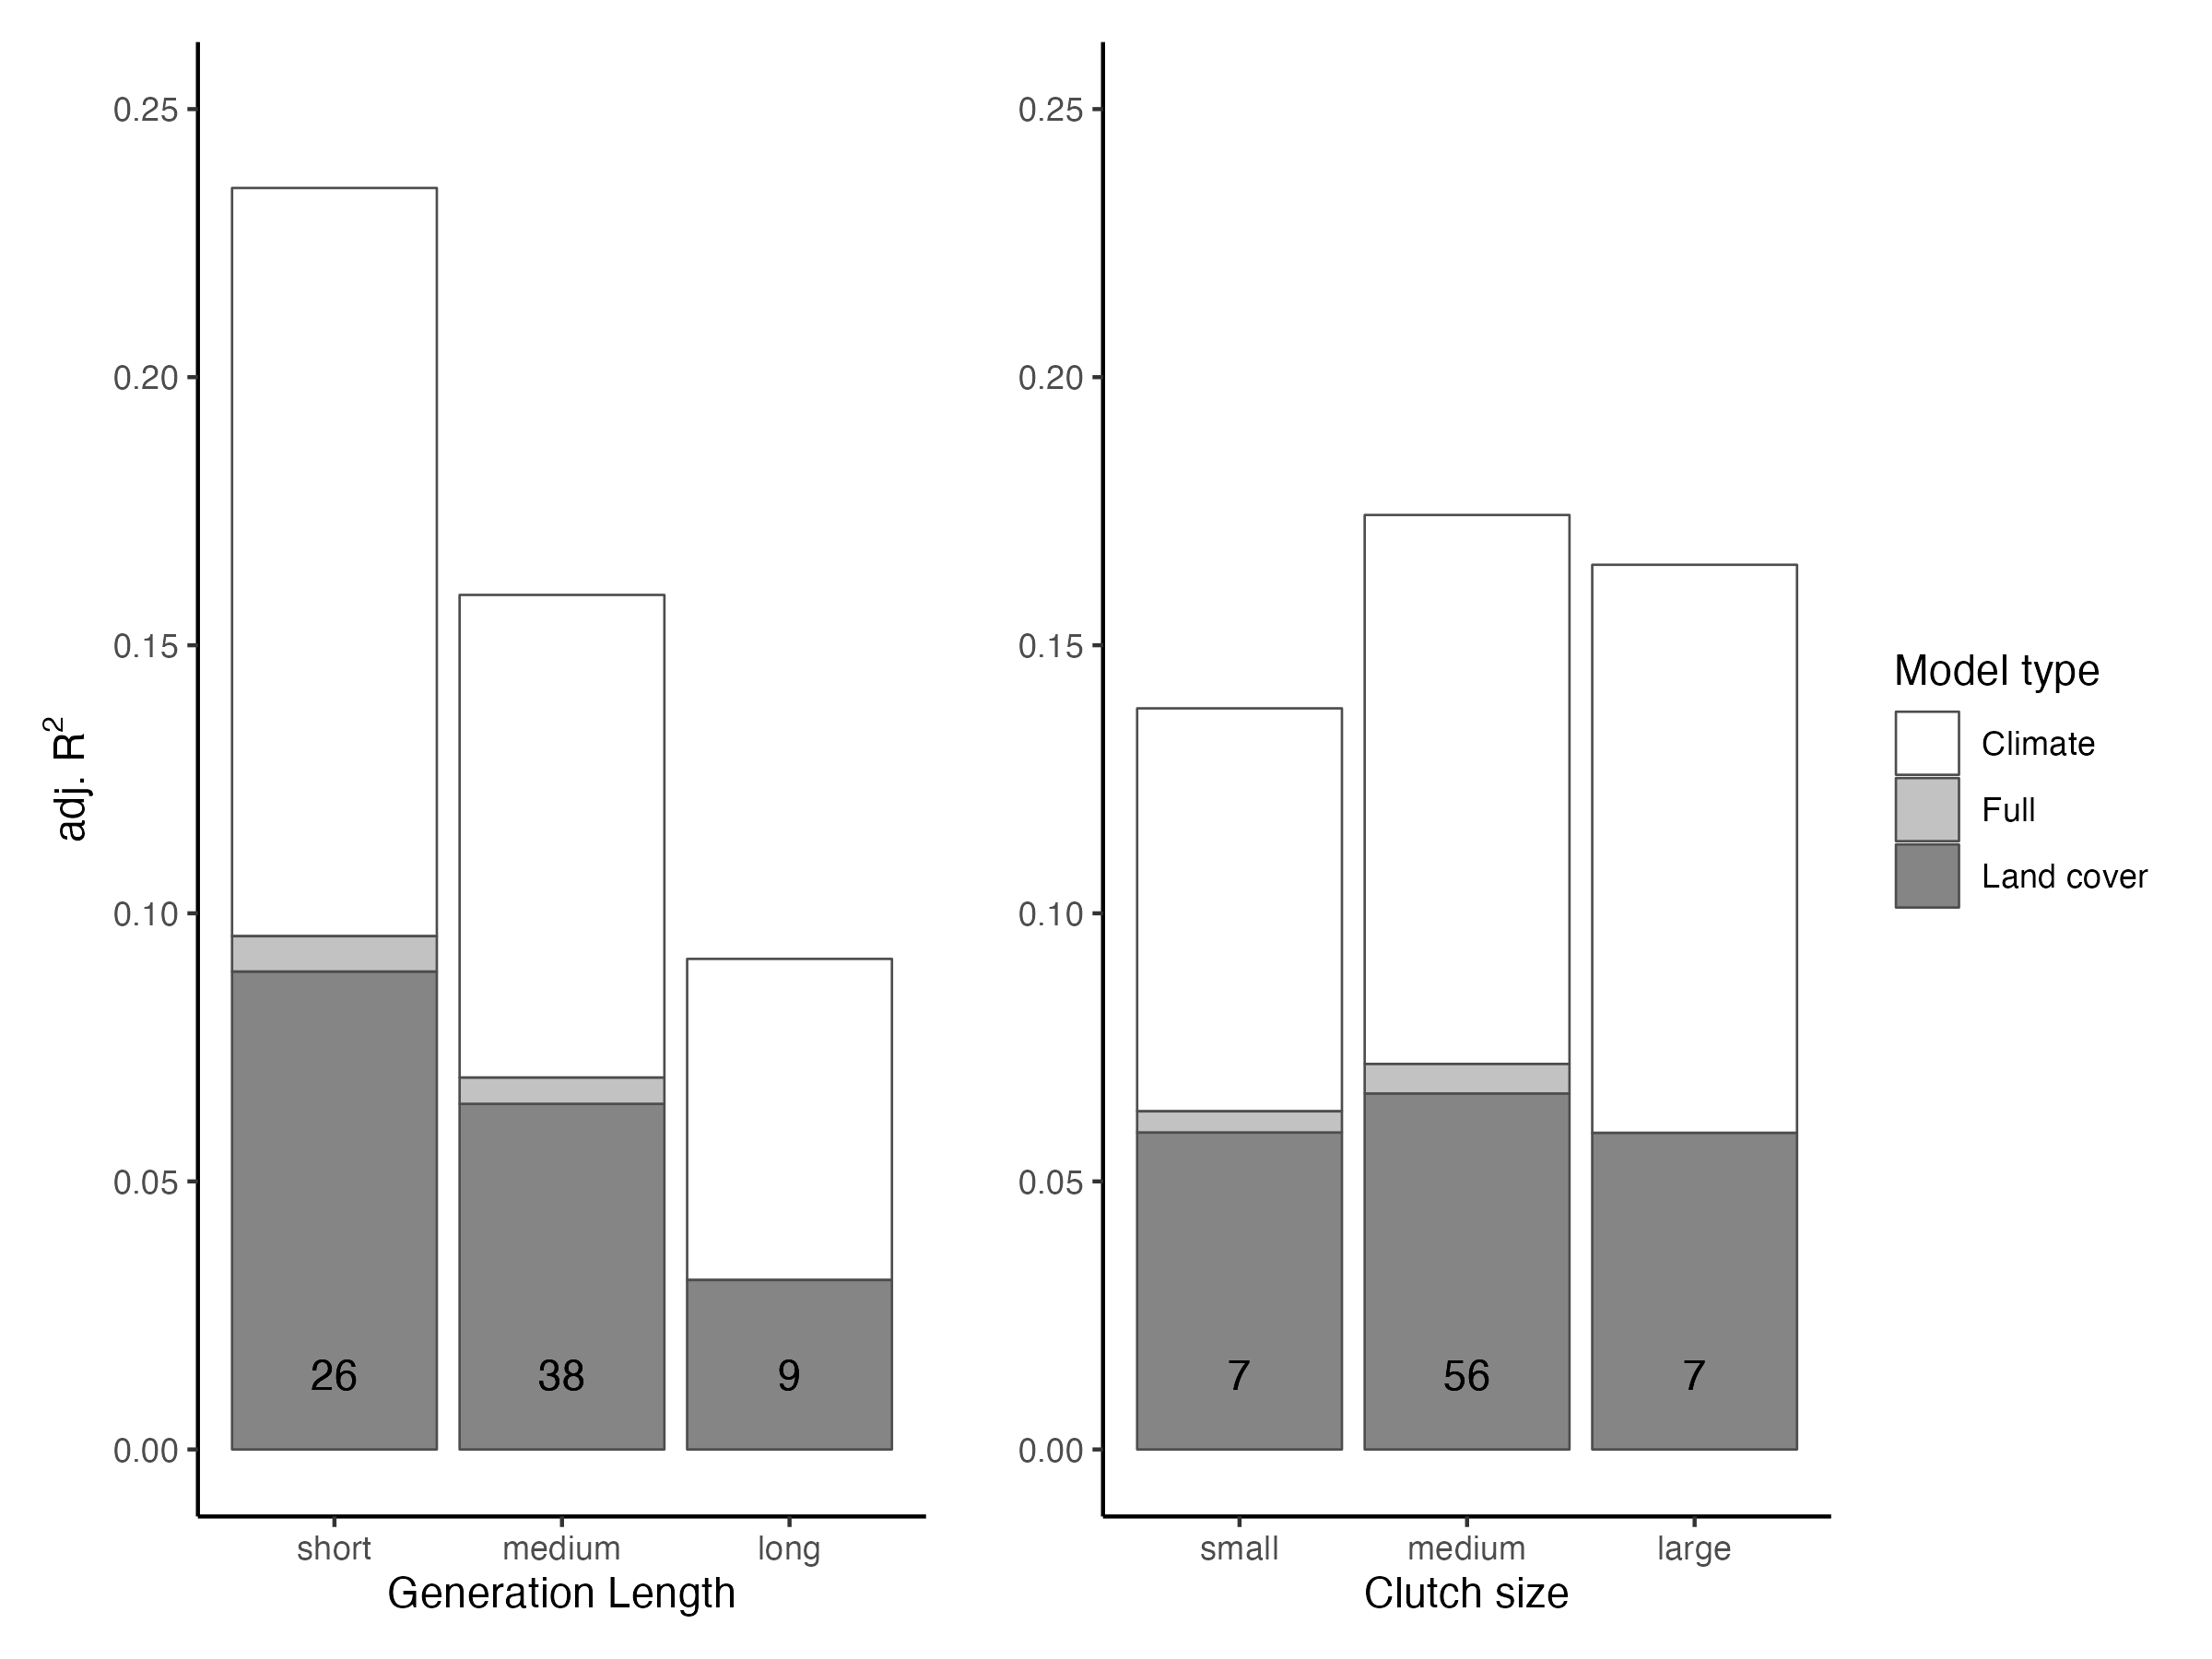 adj. R²
0.25
0.20
0.15
0.10
0.05
0.00
26
38
9
short
medium
long
Generation Length
0.25
0.20
0.15
0.10
0.05
0.00
7
56
7
small
medium
large
Clutch size
Model type
Climate
Full
Land cover